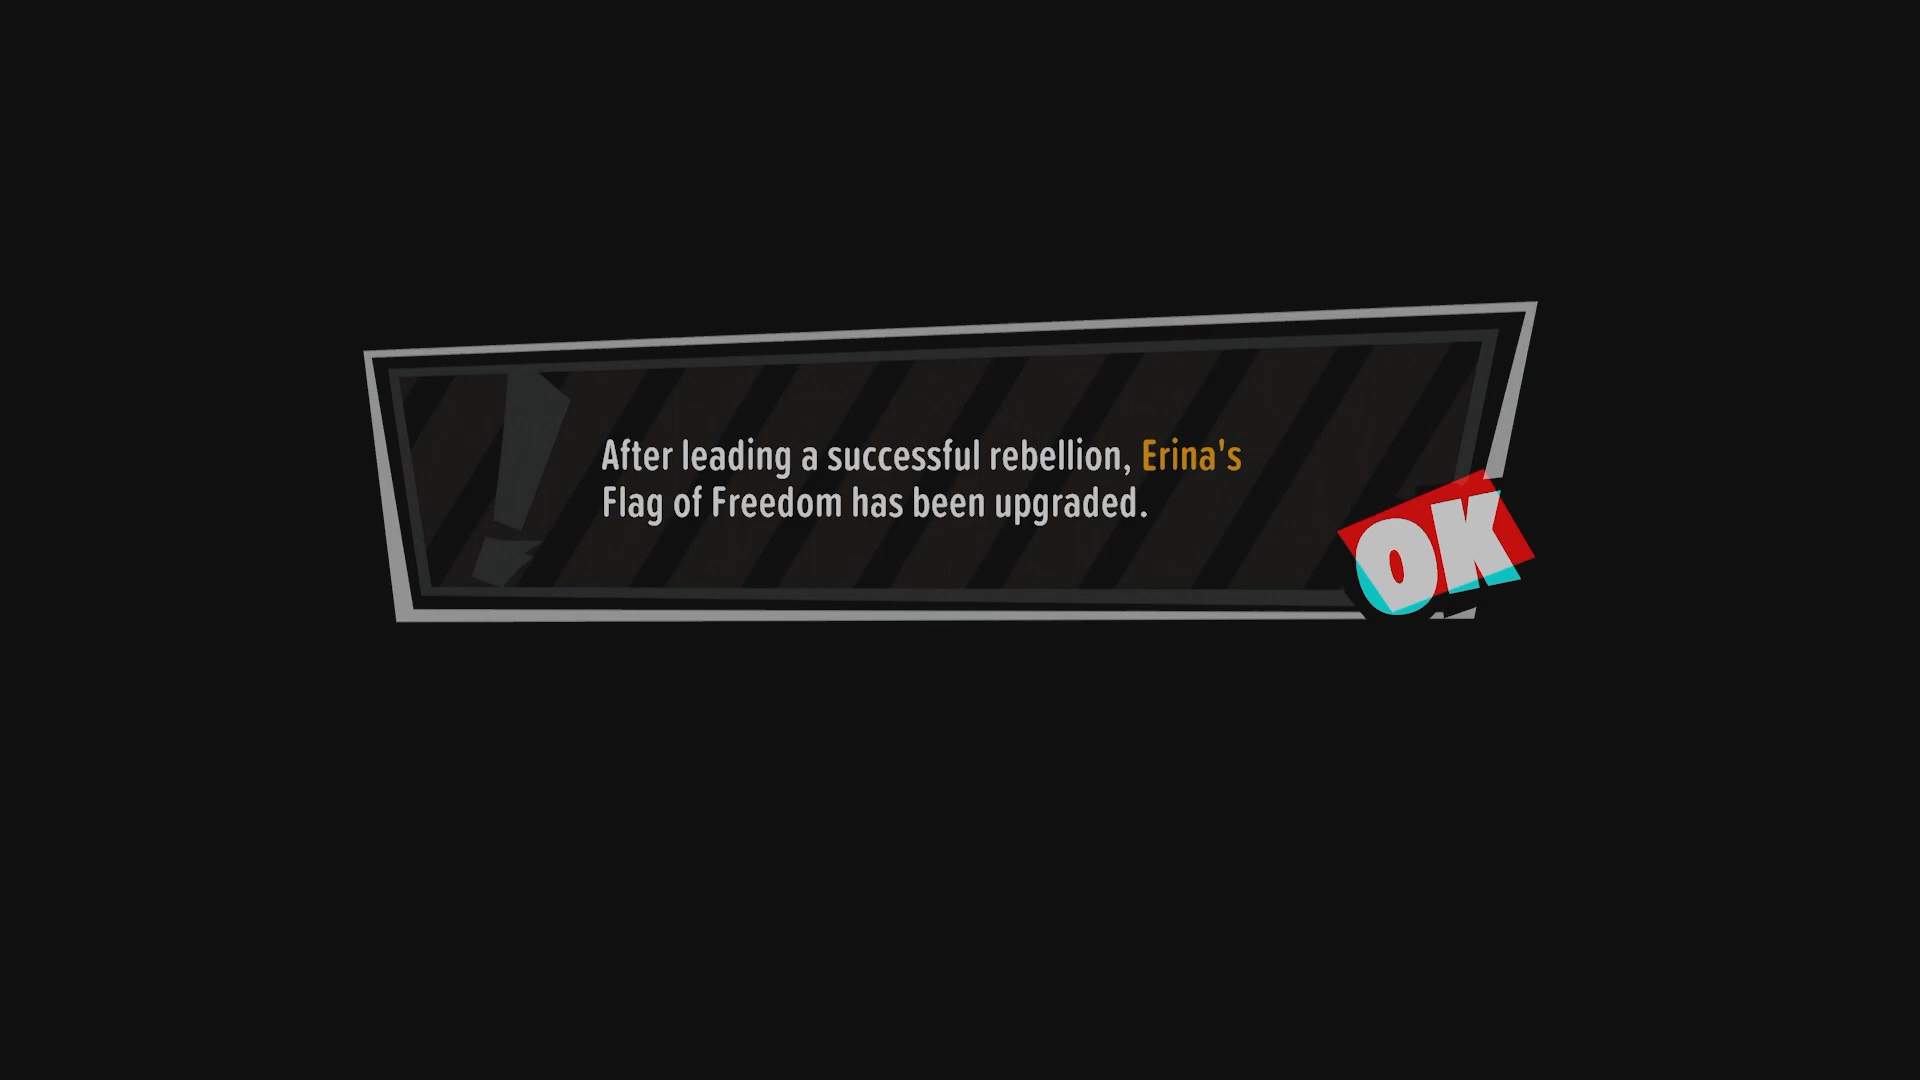 After leading a successful rebellion, Erina's
Flag of Freedom has been upgraded.
OK